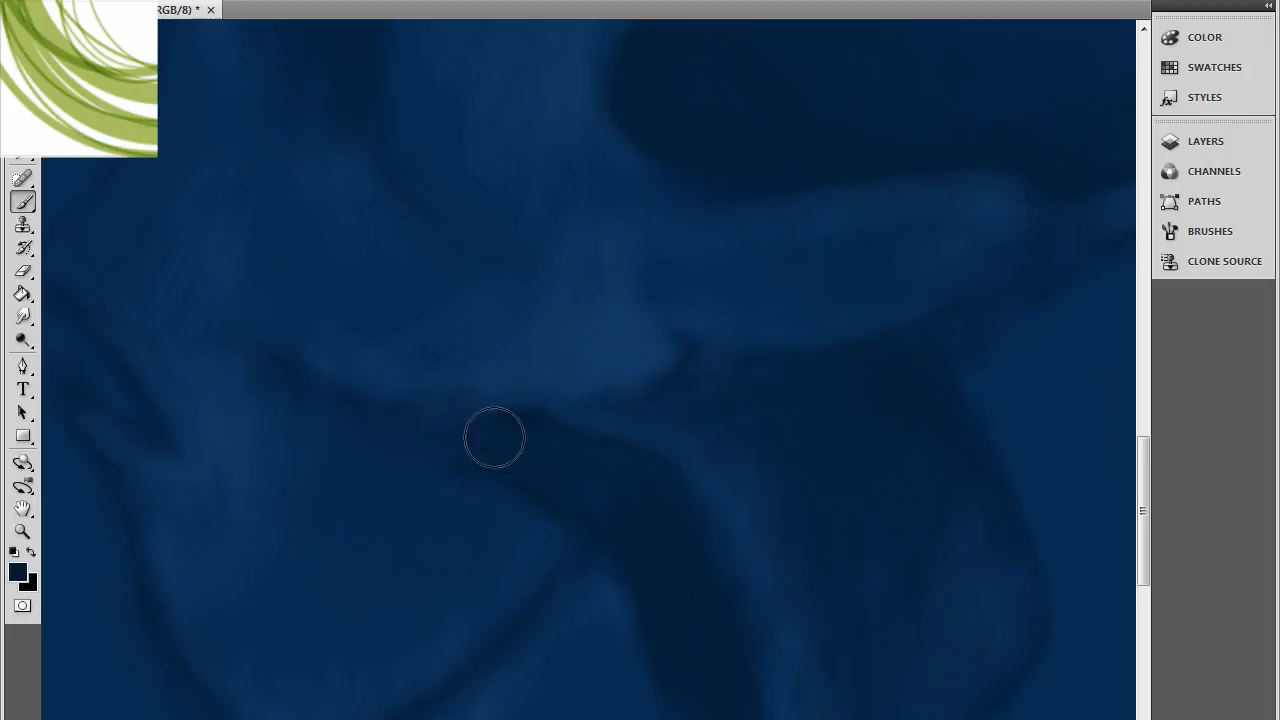 RGB/8) *
COLOR
SWATCHES
STYLES
LAYERS
CHANNELS
PATHS
BRUSHES
CLONE SOURCE